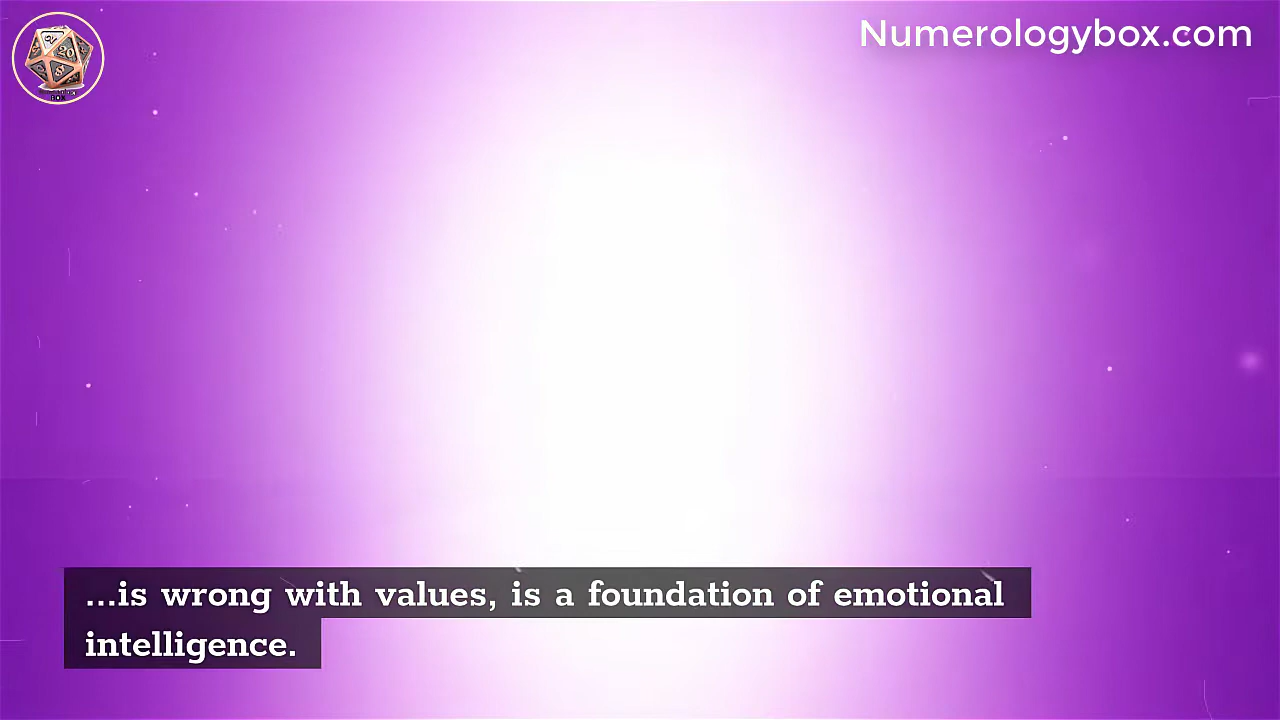 Numerologybox.com
...is wrong with values, is a foundation of emotional
intelligence.